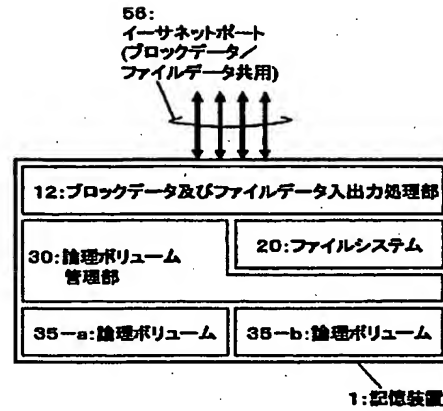 56:
イーサネットポート
(ブロックデータ/
ファイルデータ共用)
12:ブロックデータ及びファイルデータ入出力処理部
30:論理ボリューム
管理部
20:ファイルシステム
35-a:論理ボリューム
35-b:論理ボリューム
1:記憶装置